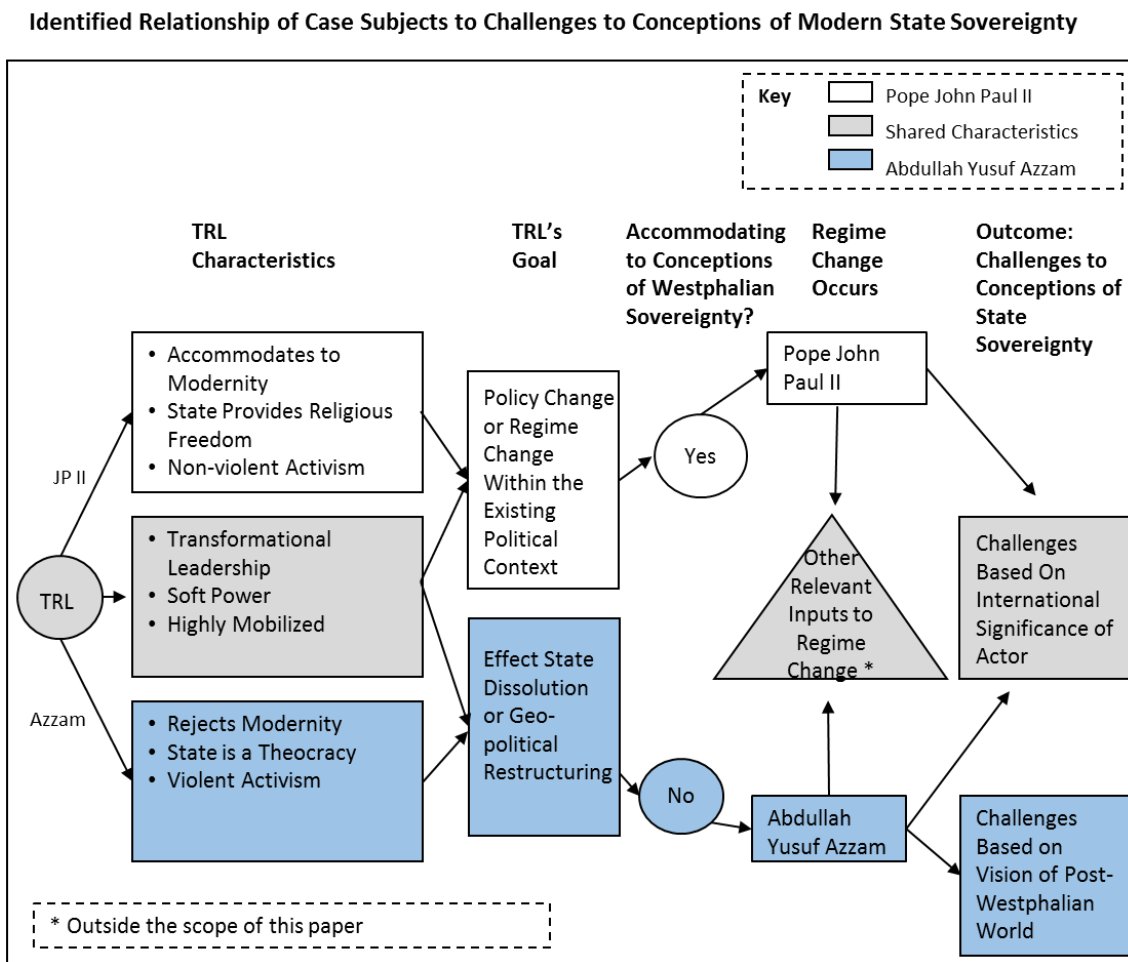 Identified Relationship of Case Subjects to Challenges to Conceptions of Modern State Sovereignty
Key
Pope John Paul II
Shared Characteristics
Abdullah Yusuf Azzam
TRL
Characteristics
TRL's
Goal
Accommodating
to Conceptions
of Westphalian
Sovereignty?
Regime
Change
Occurs
Outcome:
Challenges to
Conceptions of
State
Sovereignty
• Accommodates to
Modernity
• State Provides Religious
Freedom
• Non-violent Activism
Policy Change
or Regime
Change
Within the
Existing
Political
Context
Yes
Pope John
Paul II
JP II
TRL
• Transformational
Leadership
• Soft Power
• Highly Mobilized
Other
Relevant
Inputs to
Regime
Change *
Challenges
Based On
International
Significance of
Actor
Azzam
• Rejects Modernity
• State is a Theocracy
• Violent Activism
Effect State
Dissolution
or Geo-
political
Restructuring
No
Abdullah
Yusuf Azzam
Challenges
Based on
Vision of Post-
Westphalian
World
* Outside the scope of this paper